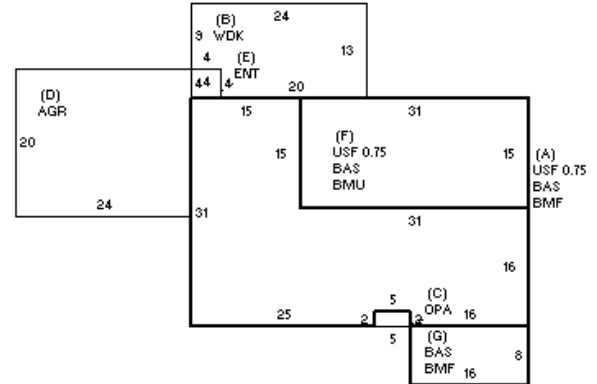 24
(B)
9 WDK
4 (E) 13
ENT
44 4
20
(D)
AGR
15 31
20
15 (F) 15 (A)
USF 0.75 USF 0.75
BAS BAS
BMU BMF
24
31 31
16
5 (C)
OPA
25 2 2 16
5 (G)
BAS 8
BMF 16